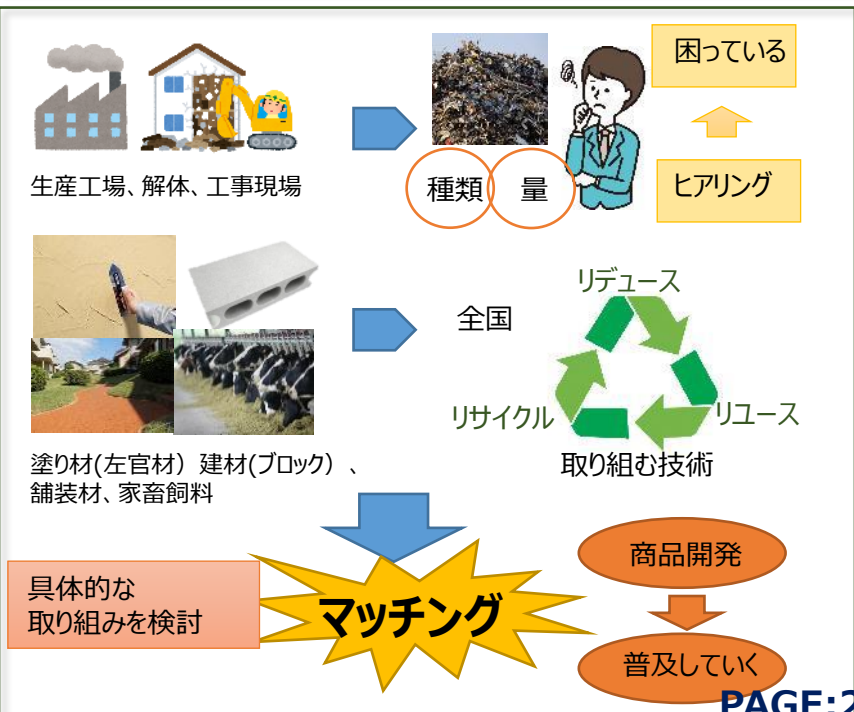 困っている
生産工場、解体、工事現場
種類
量
ヒアリング
リデュース
全国
リサイクル
リユース
塗り材(左官材）建材(ブロック）、
舗装材、家畜飼料
取り組む技術
具体的な
取り組みを検討
マッチング
商品開発
普及していく
PAGE:2